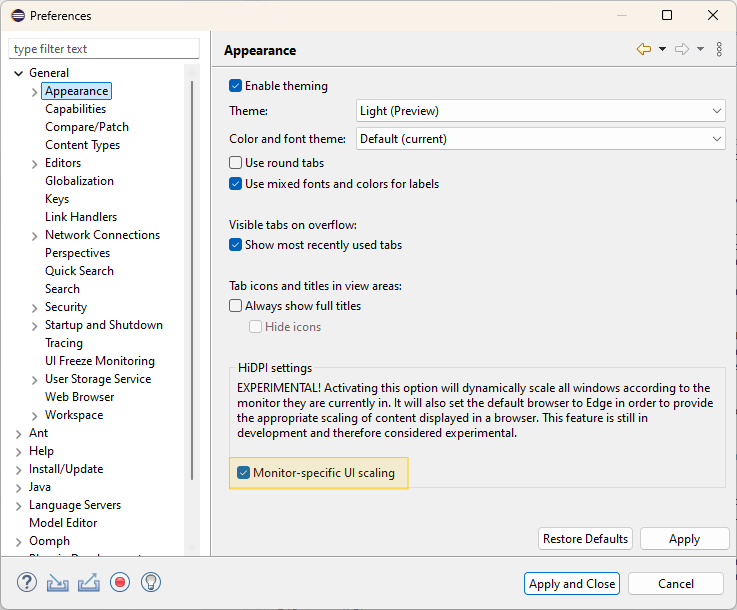 Preferences
type filter text
General
Appearance
Capabilities
Compare/Patch
Content Types
Editors
Globalization
Keys
Link Handlers
Network Connections
Perspectives
Quick Search
Search
Security
Startup and Shutdown
Tracing
UI Freeze Monitoring
User Storage Service
Web Browser
Workspace
Ant
Help
Install/Update
Java
Language Servers
Model Editor
Oomph
Appearance
Enable theming
Theme: Light (Preview)
Color and font theme: Default (current)
Use round tabs
Use mixed fonts and colors for labels
Visible tabs on overflow:
Show most recently used tabs
Tab icons and titles in view areas:
Always show full titles
Hide icons
HiDPI settings
EXPERIMENTAL! Activating this option will dynamically scale all windows according to the
monitor they are currently in. It will also set the default browser to Edge in order to provide
the appropriate scaling of content displayed in a browser. This feature is still in
development and therefore considered experimental.
Monitor-specific UI scaling
Restore Defaults Apply
? Apply and Close Cancel